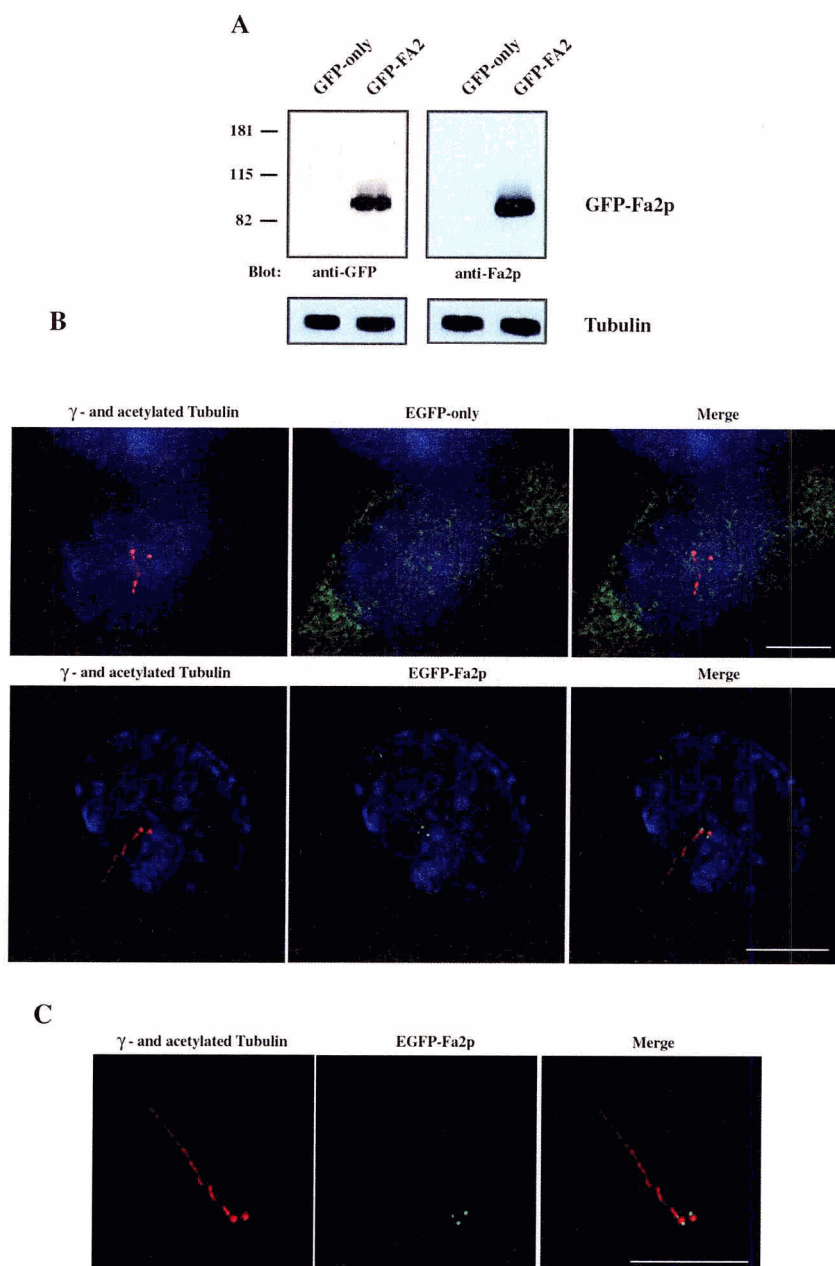 A
GFP-only GFP-FA2 GFP-only GFP-FA2
181
115
82
GFP-Fa2p
Blot: anti-GFP anti-Fa2p
Tubulin
B
γ- and acetylated Tubulin EGFP-only Merge
γ- and acetylated Tubulin EGFP-Fa2p Merge
C
γ- and acetylated Tubulin EGFP-Fa2p Merge